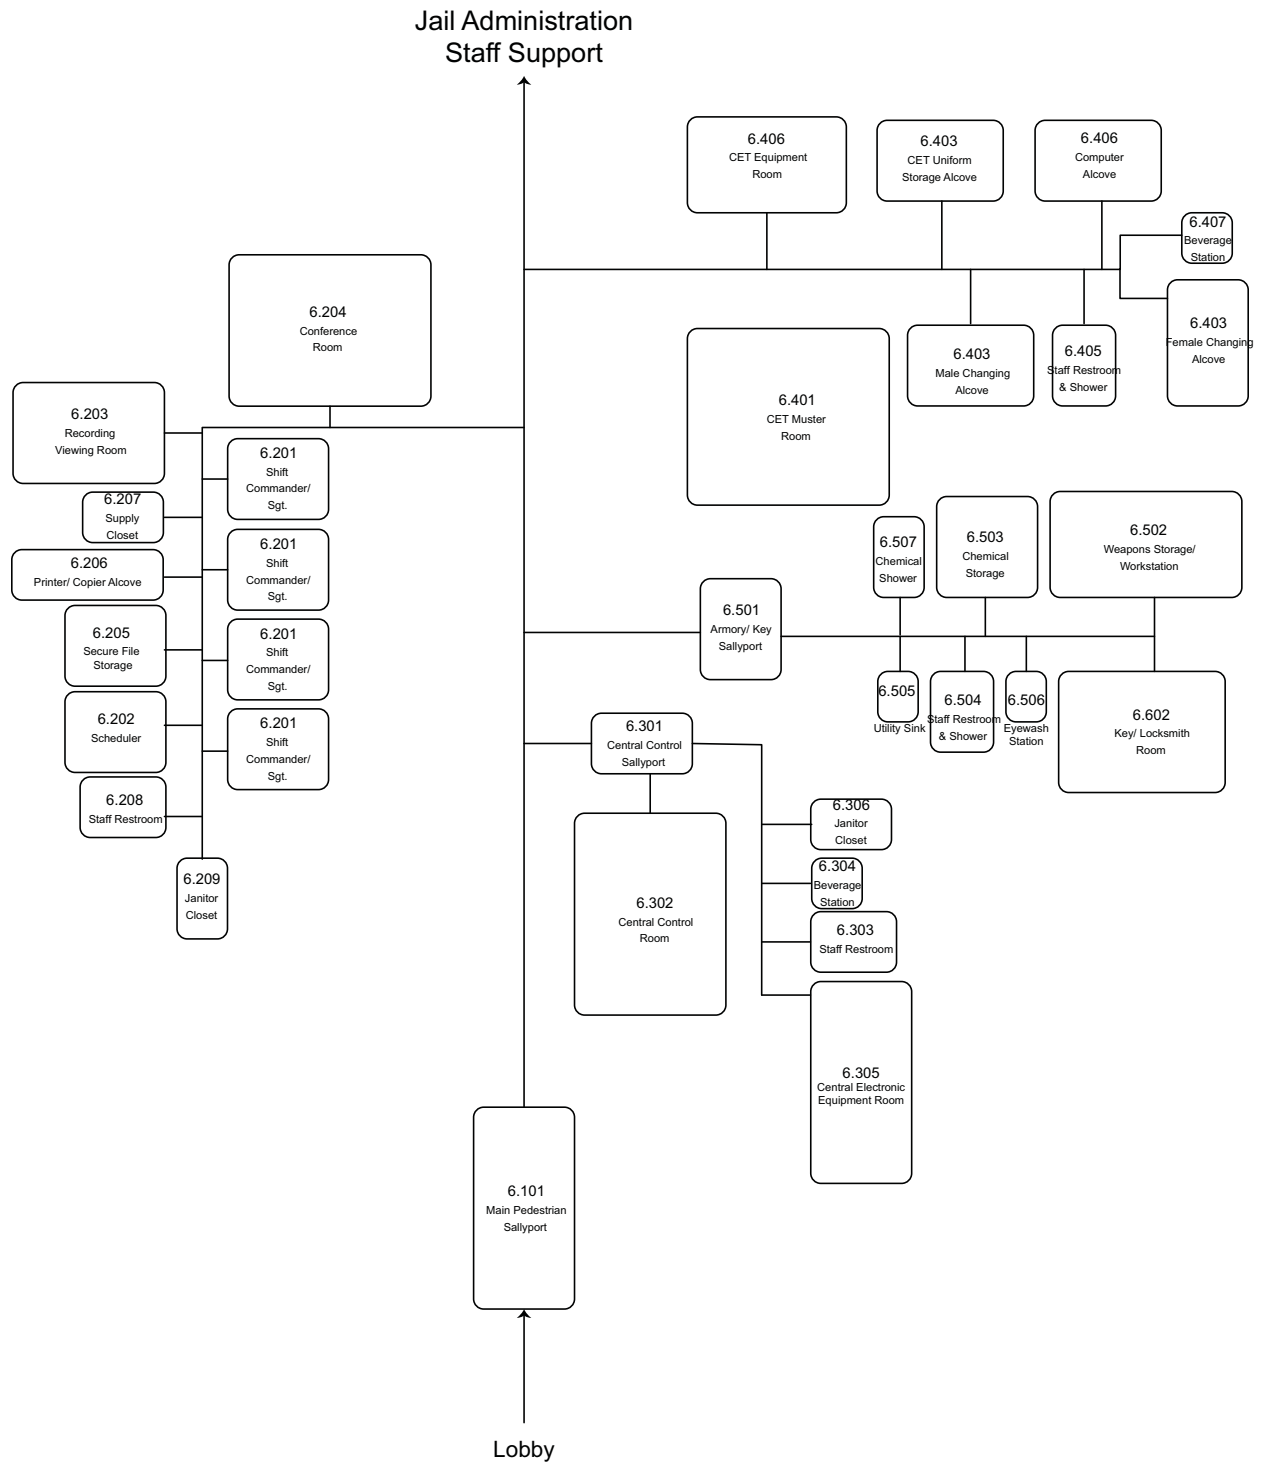 Jail Administration
Staff Support
6.406
CET Equipment
Room
6.403
CET Uniform
Storage Alcove
6.406
Computer
Alcove
6.407
Beverage
Station
6.204
Conference
Room
6.403
Female Changing
Alcove
6.403
Male Changing
Alcove
6.405
Staff Restroom
& Shower
6.401
CET Muster
Room
6.203
Recording
Viewing Room
6.201
Shift
Commander/
Sgt.
6.207
Supply
Closet
6.201
Shift
Commander/
Sgt.
6.206
Printer/ Copier Alcove
6.205
Secure File
Storage
6.201
Shift
Commander/
Sgt.
6.202
Scheduler
6.201
Shift
Commander/
Sgt.
6.208
Staff Restroom
6.209
Janitor
Closet
6.507
Chemical
Shower
6.503
Chemical
Storage
6.502
Weapons Storage/
Workstation
6.501
Armory/ Key
Sallyport
6.505
Utility Sink
6.504
Staff Restroom
& Shower
6.506
Eyewash
Station
6.602
Key/ Locksmith
Room
6.301
Central Control
Sallyport
6.302
Central Control
Room
6.306
Janitor
Closet
6.304
Beverage
Station
6.303
Staff Restroom
6.305
Central Electronic
Equipment Room
6.101
Main Pedestrian
Sallyport
Lobby